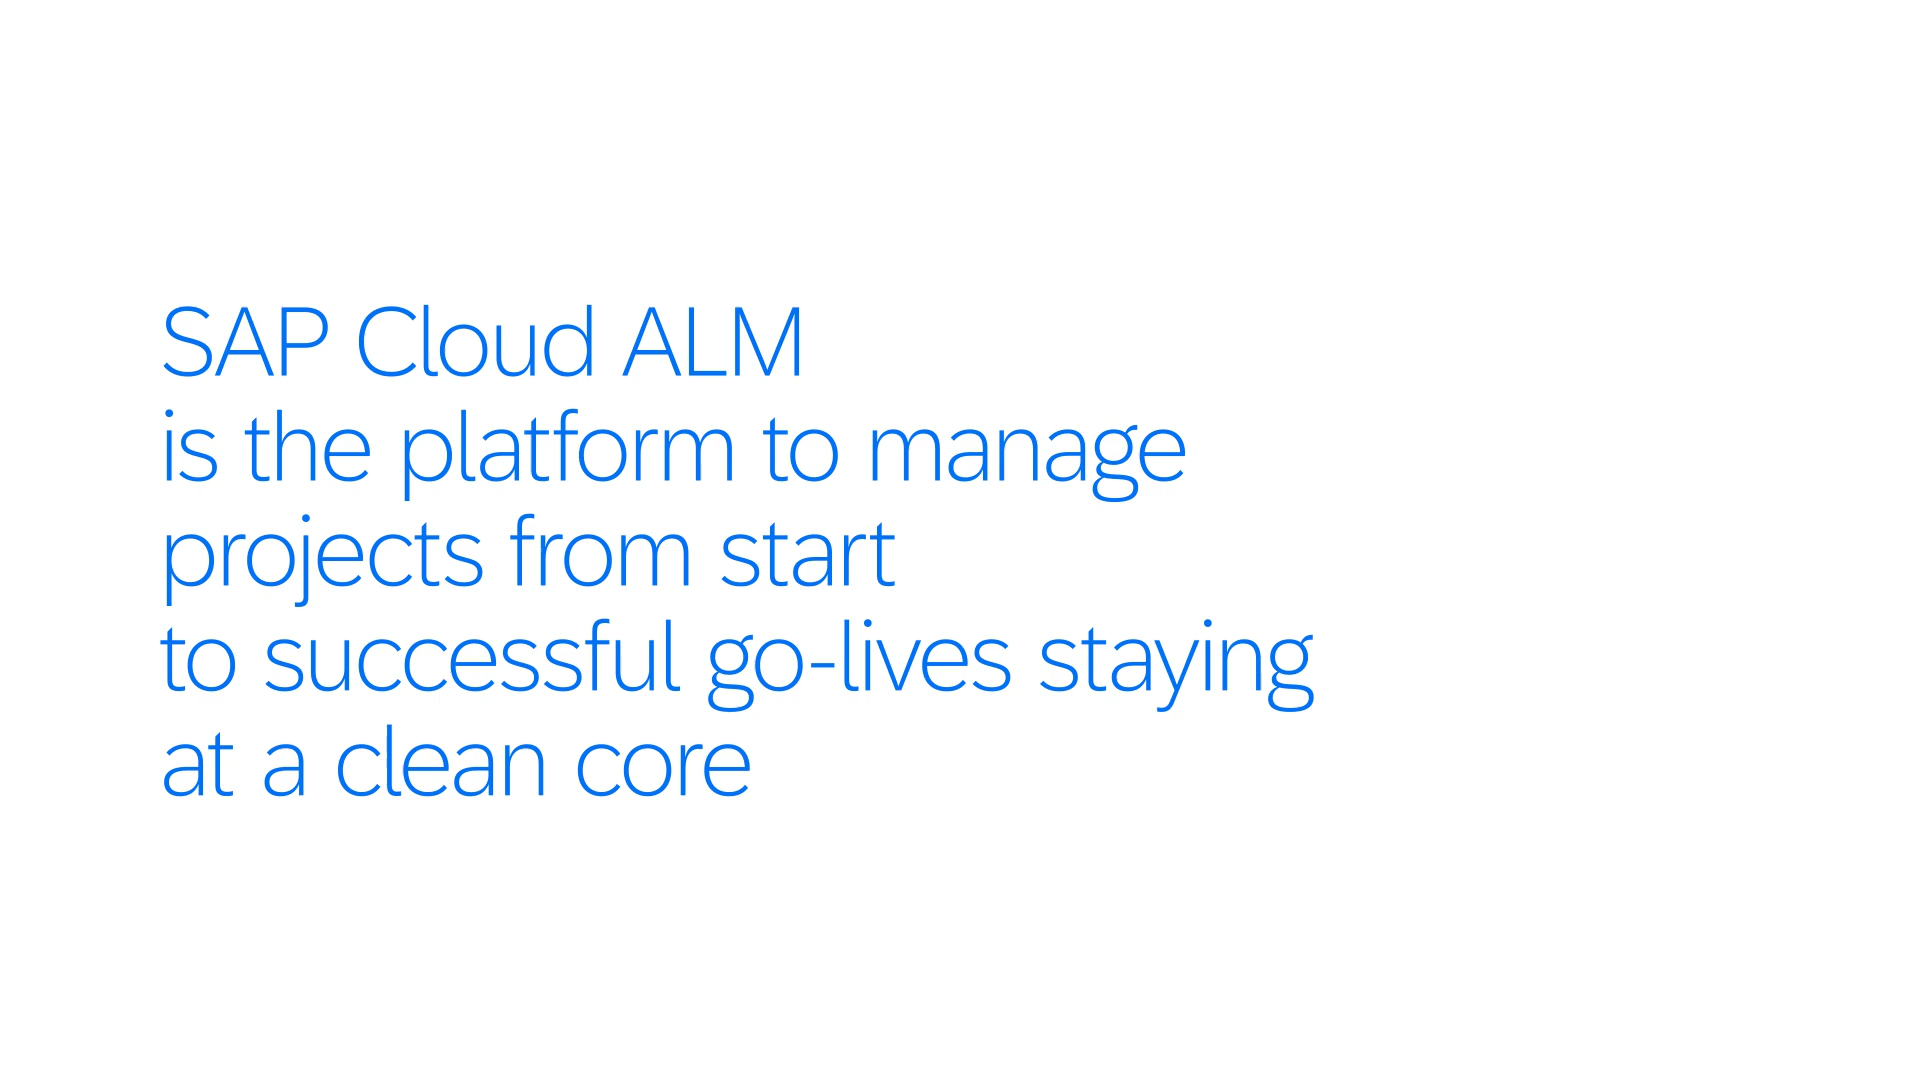 SAP Cloud ALM
is the platform to manage
projects from start
to successful go-lives staying
at a clean core